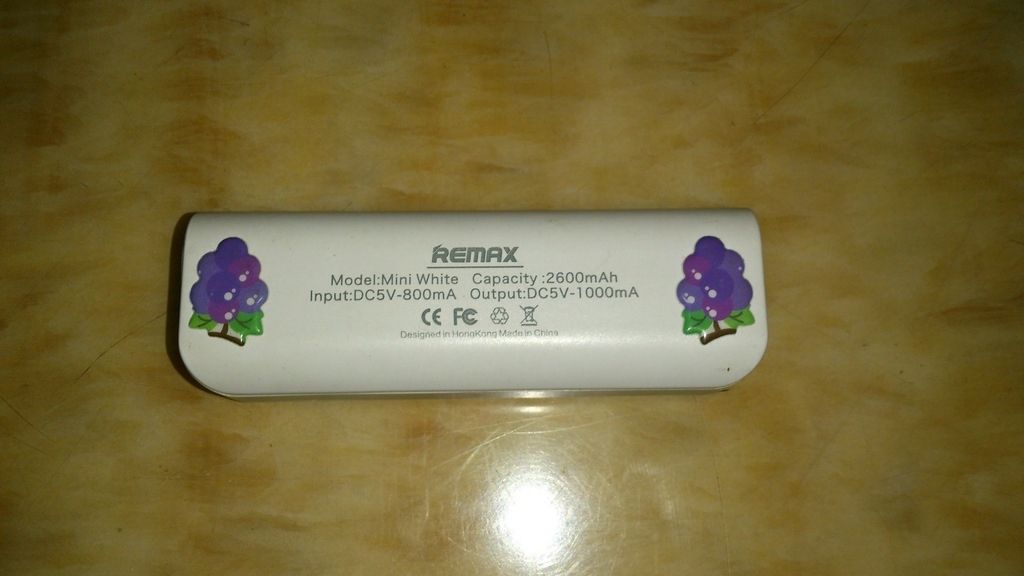 REMAX
Model:Mini White Capacity :2600mAh
Input:DC5V-800mA Output:DC5V-1000mA
CE FC
Designed in HongKong Made in China